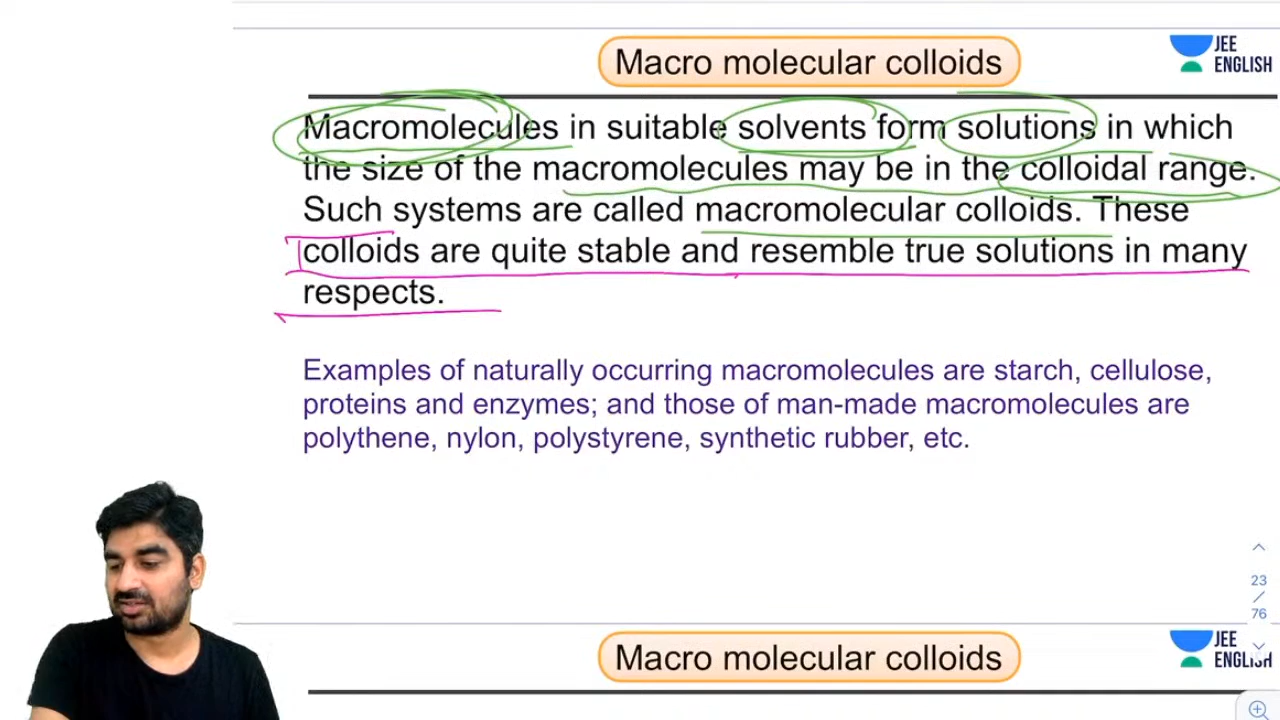 Macro molecular colloids
JEE
ENGLISH
Macromolecules in suitable solvents form solutions in which
the size of the macromolecules may be in the colloidal range.
Such systems are called macromolecular colloids. These
colloids are quite stable and resemble true solutions in many
respects.
Examples of naturally occurring macromolecules are starch, cellulose,
proteins and enzymes; and those of man-made macromolecules are
polythene, nylon, polystyrene, synthetic rubber, etc.
23
/
76
Macro molecular colloids
JEE
ENGLISH